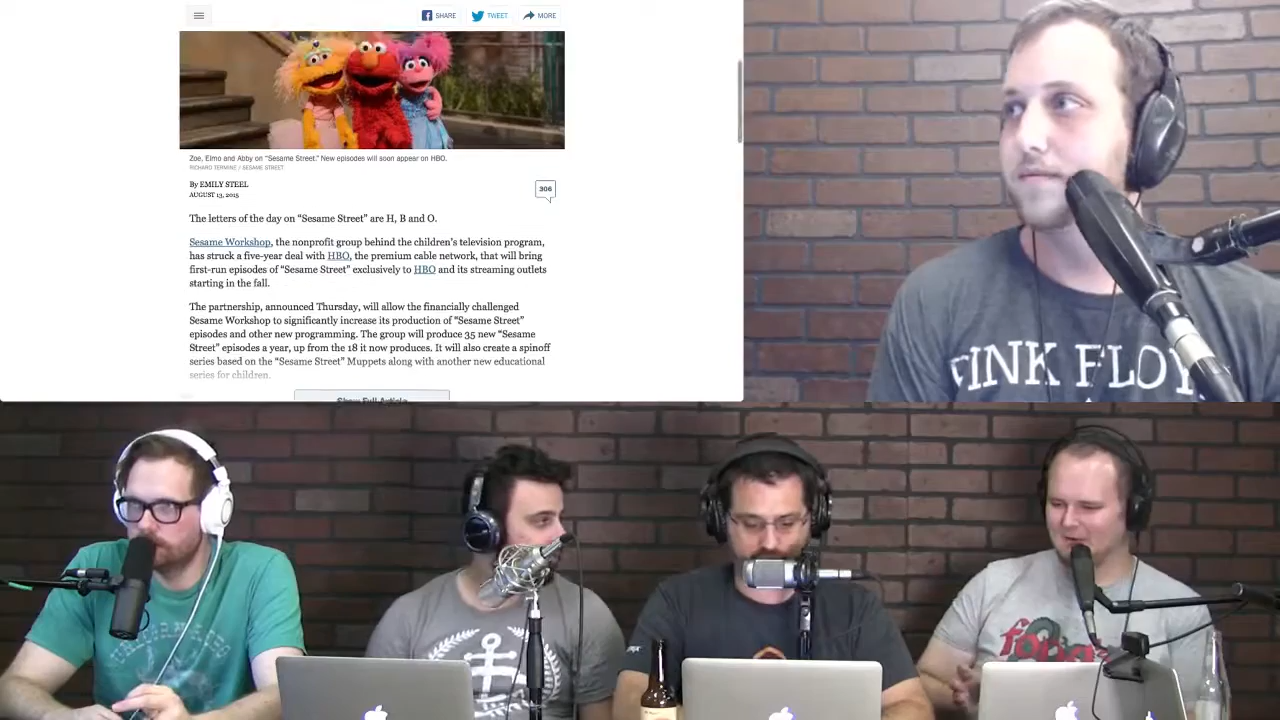 SHARE TWEET MORE
Zoe, Elmo and Abby on "Sesame Street." New episodes will soon appear on HBO.
RICHARD TERMINE / SESAME STREET
By EMILY STEEL
AUGUST 13, 2015
306
The letters of the day on “Sesame Street” are H, B and O.
Sesame Workshop, the nonprofit group behind the children’s television program,
has struck a five-year deal with HBO, the premium cable network, that will bring
first-run episodes of “Sesame Street” exclusively to HBO and its streaming outlets
starting in the fall.
The partnership, announced Thursday, will allow the financially challenged
Sesame Workshop to significantly increase its production of “Sesame Street”
episodes and other new programming. The group will produce 35 new “Sesame
Street” episodes a year, up from the 18 it now produces. It will also create a spinoff
series based on the “Sesame Street” Muppets along with another new educational
series for children.
Show Full Article
PINK FLOY